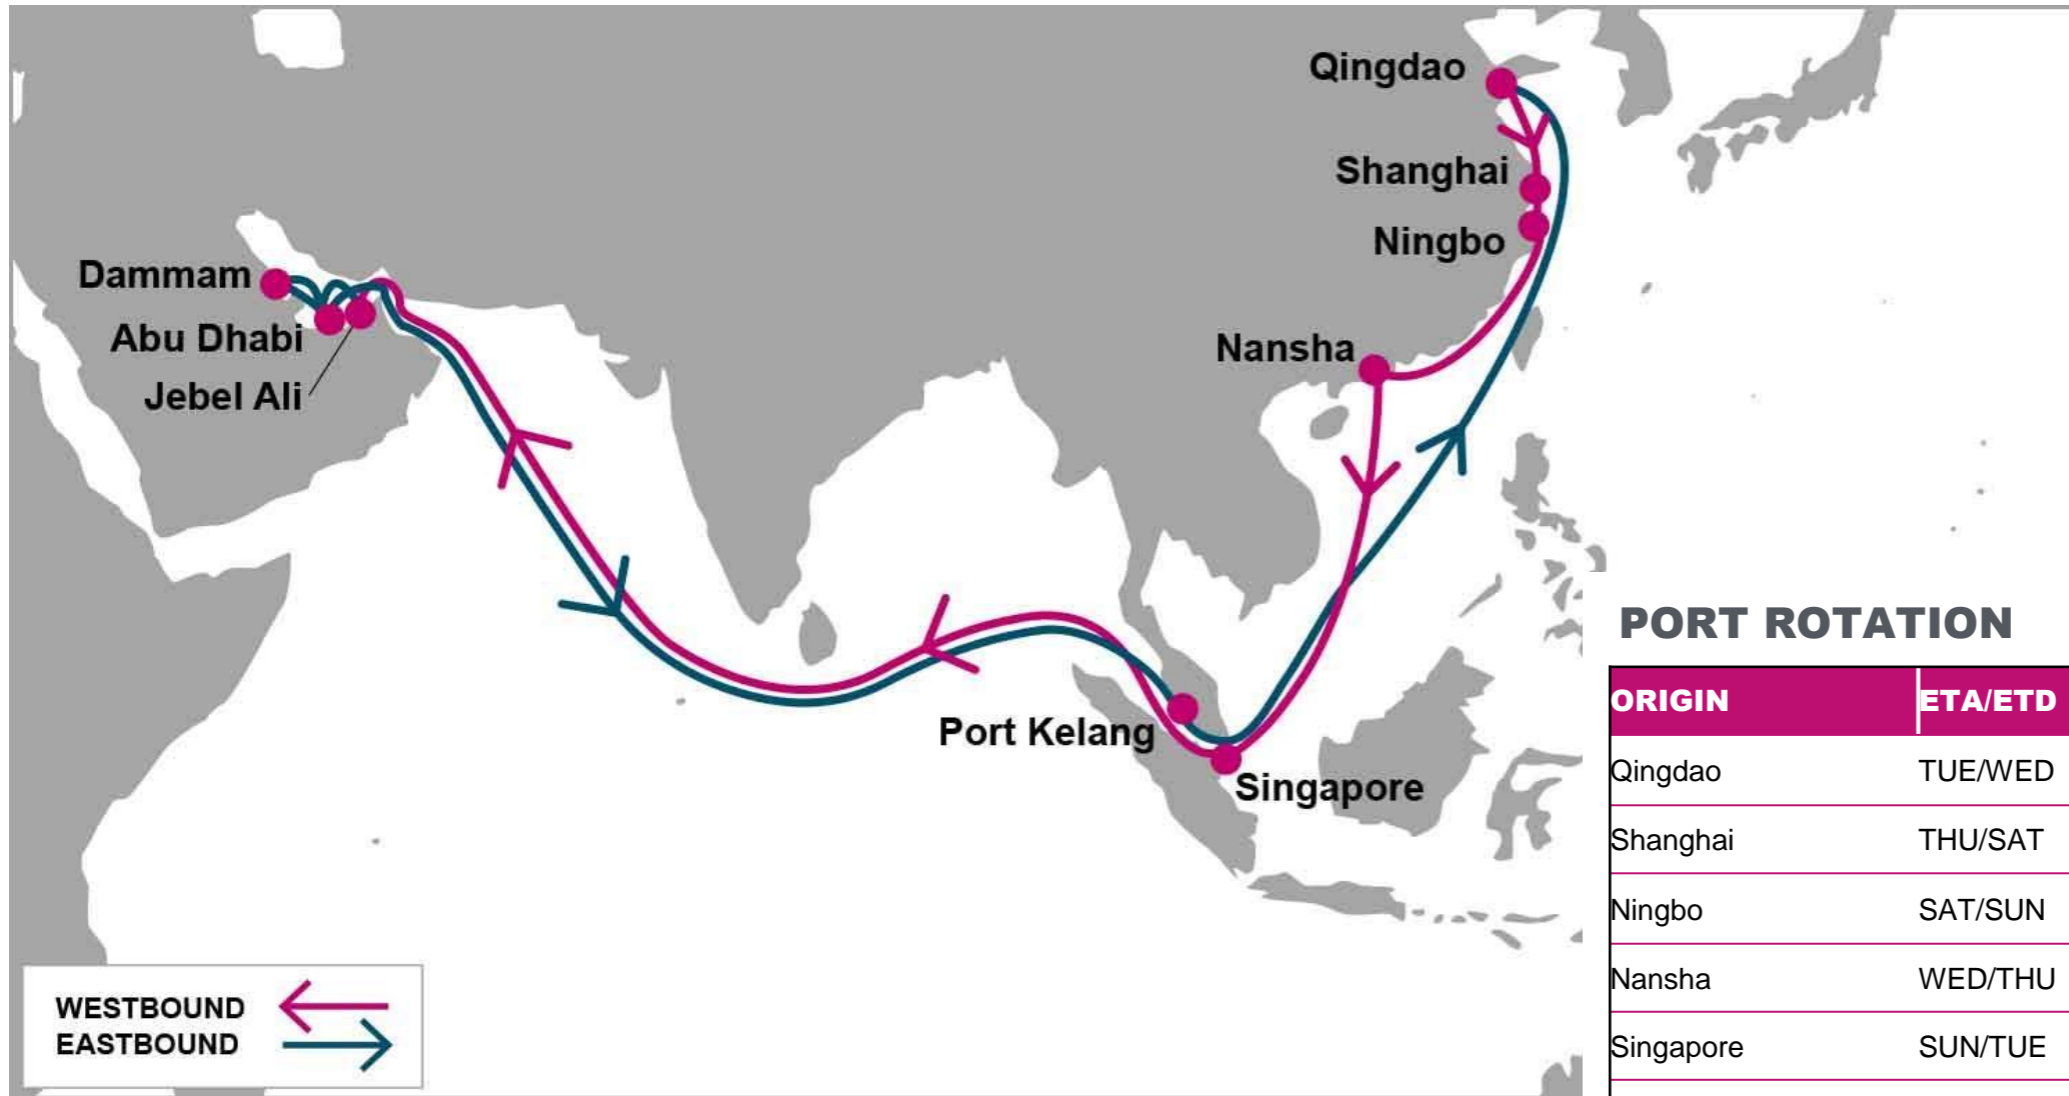 Qingdao
Shanghai
Ningbo
Dammam
Abu Dhabi
Jebel Ali
Nansha
Port Kelang
Singapore
WESTBOUND
EASTBOUND
PORT ROTATION
ORIGIN ETA/ETD
Qingdao TUE/WED
Shanghai THU/SAT
Ningbo SAT/SUN
Nansha WED/THU
Singapore SUN/TUE